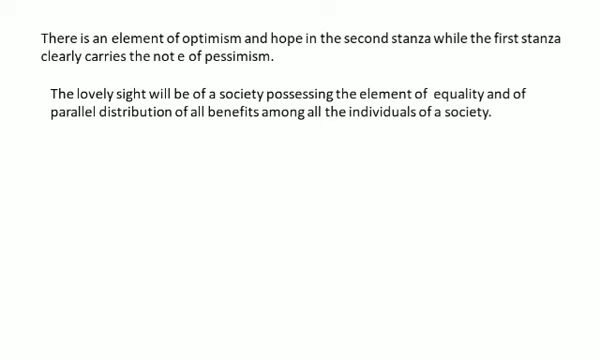 There is an element of optimism and hope in the second stanza while the first stanza
clearly carries the not e of pessimism.
The lovely sight will be of a society possessing the element of  equality and of
parallel distribution of all benefits among all the individuals of a society.